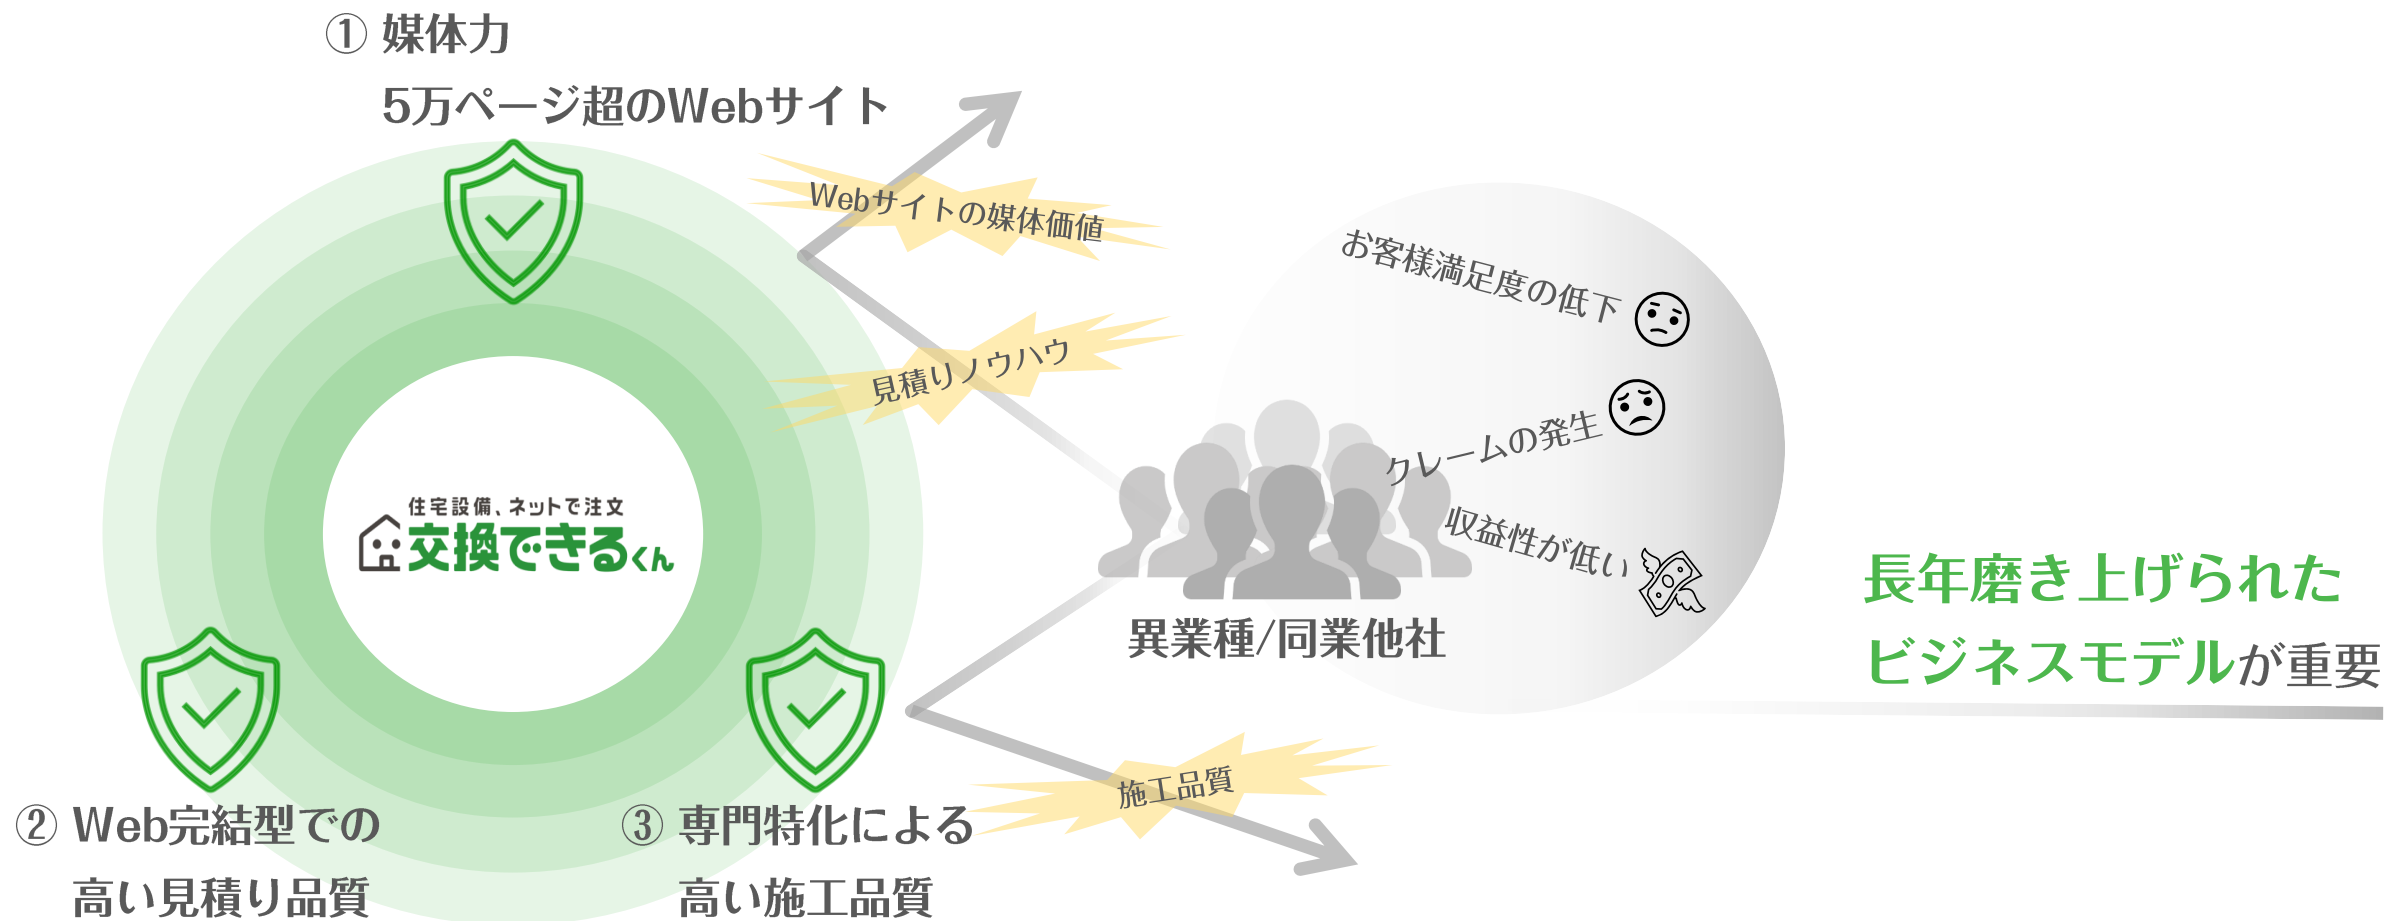 ① 媒体力
5万ページ超のWebサイト
Webサイトの媒体価値
見積りノウハウ
お客様満足度の低下
クレームの発生
収益性が低い
住宅設備、ネットで注文
交換できるくん
異業種/同業他社
長年磨き上げられた
ビジネスモデルが重要
施工品質
② Web完結型での
高い見積り品質
③ 専門特化による
高い施工品質